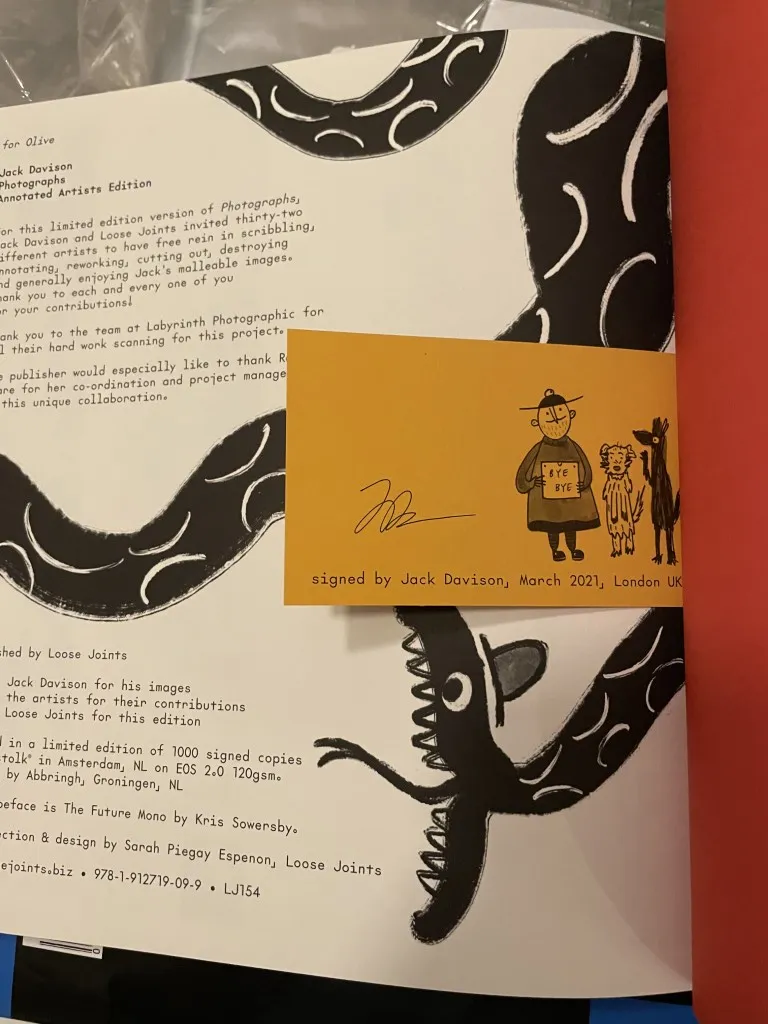 for Olive
Jack Davison
Photographs
Annotated Artists Edition
for this limited edition version of Photographs,
ack Davison and Loose Joints invited thirty-two
ifferent artists to have free rein in scribbling,
nnotating, reworking, cutting out, destroying
nd generally enjoying Jack's malleable images.
hank you to each and every one of you
or your contributions!
ank you to the team at Labyrinth Photographic for
l their hard work scanning for this project.
e publisher would especially like to thank R
are for her co-ordination and project manage
this unique collaboration.
BYE
BYE
signed by Jack Davison, March 2021, London UK
shed by Loose Joints
Jack Davison for his images
the artists for their contributions
Loose Joints for this edition
d in a limited edition of 1000 signed copies
tolk® in Amsterdam, NL on EOS 2.0 120gsm.
by Abbringh, Groningen, NL
peface is The Future Mono by Kris Sowersby.
ection & design by Sarah Piegay Espenon, Loose Joints
ejoints.biz • 978-1-912719-09-9 • LJ154